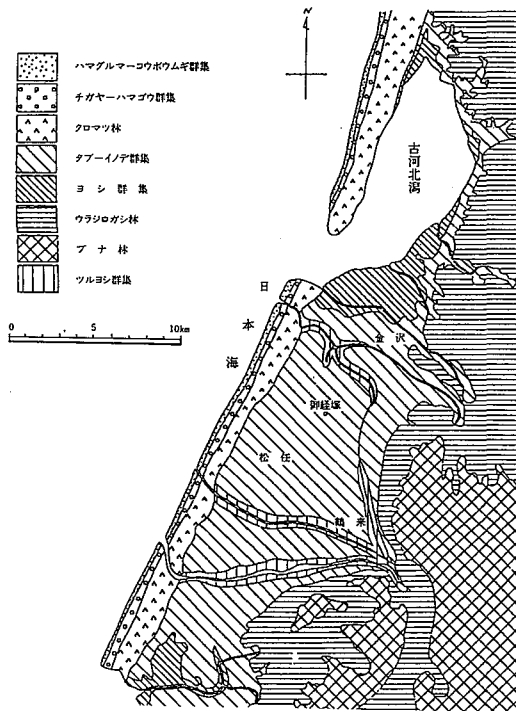 N
ハマグルマーコウボウムギ群集
チガヤーハマゴウ群集
クロマツ林
タブーイノデ群集
ヨシ群集
ウラジロガシ林
ブナ林
ツルヨシ群集
0 5 10km
古河北潟
日本海
金沢
御経塚
松任
鶴来